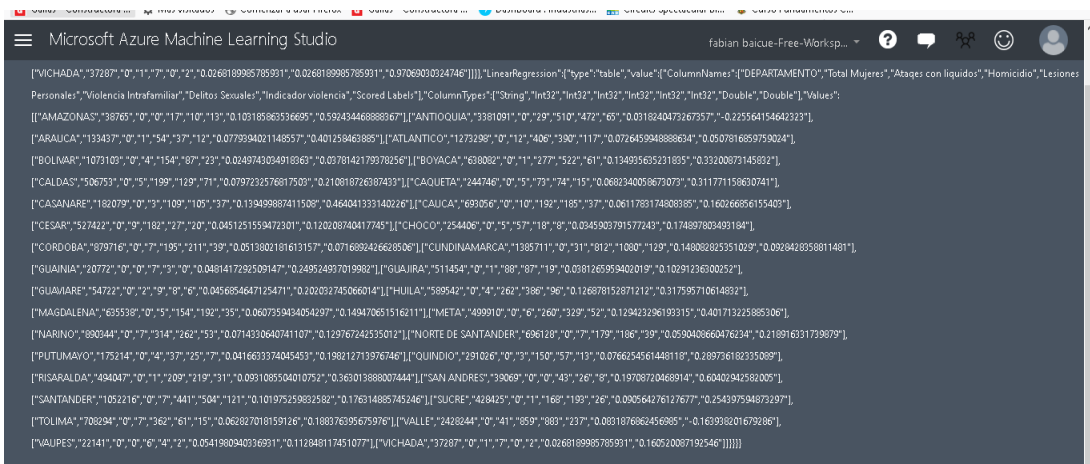 Microsoft Azure Machine Learning Studio
fabian baicue-Free-Worksp...
["VICHADA","37287","0","1","7","0","2","0.0268189985785931","0.0268189985785931","0.97069030324746"]]}},"LinearRegression":{"type":"table","value":{"ColumnNames":["DEPARTAMENTO","Total Mujeres","Ataqes con liquidos","Homicidio","Lesiones
Personales","Violencia Intrafamiliar","Delitos Sexuales","Indicador violencia","Scored Labels"],"ColumnTypes":["String","Int32","Int32","Int32","Int32","Int32","Int32","Double","Double"],"Values":
[["AMAZONAS","38765","0","0","17","10","13","0.103185863536695","0.592434468888367"],["ANTIOQUIA","3381091","0","29","510","472","65","0.0318240473267357","-0.225564154642323"],
["ARAUCA","133437","0","1","54","37","12","0.0779394021148557","0.401258463885"],["ATLANTICO","1273298","0","12","406","390","117","0.0726459948888634","0.0507816859759024"],
["BOLIVAR","1073103","0","4","154","87","23","0.0249743034918363","0.0378142179378256"],["BOYACA","638082","0","1","277","522","61","0.134935635231835","0.33200873145832"],
["CALDAS","506753","0","5","199","129","71","0.0797232576817503","0.210818726387433"],["CAQUETA","244746","0","5","73","74","15","0.0682340058673073","0.311771158630741"],
["CASANARE","182079","0","3","109","105","37","0.139499887411508","0.464041333140226"],["CAUCA","693056","0","10","192","185","37","0.0611783174808385","0.160266856155403"],
["CESAR","527422","0","9","182","27","20","0.0451251559472301","0.120208740417745"],["CHOCO","254406","0","5","57","18","8","0.0345903791577243","0.174897803493184"],
["CORDOBA","879716","0","7","195","211","39","0.0513802181613157","0.0716892426628506"],["CUNDINAMARCA","1385711","0","31","812","1080","129","0.148082825351029","0.0928428358811481"],
["GUAINIA","20772","0","0","7","3","0","0.0481417292509147","0.249524937019982"],["GUAJIRA","511454","0","1","88","87","19","0.0381265959402019","0.10291236300252"],
["GUAVIARE","54722","0","2","9","8","6","0.0456854647125471","0.202032745066014"],["HUILA","589542","0","4","262","386","96","0.126878152871212","0.317595710614832"],
["MAGDALENA","635538","0","5","154","192","35","0.0607359434054297","0.149470651516211"],["META","499910","0","6","260","329","52","0.129423296193315","0.401713225885306"],
["NARINO","890344","0","7","314","262","53","0.0714330640741107","0.129767242535012"],["NORTE DE SANTANDER","696128","0","7","179","186","39","0.0590408660476234","0.218916331739879"],
["PUTUMAYO","175214","0","4","37","25","7","0.0416633374045453","0.198212713976746"],["QUINDIO","291026","0","3","150","57","13","0.0766254561448118","0.289736182335089"],
["RISARALDA","494047","0","1","209","219","31","0.0931085504010752","0.363013888007444"],["SAN ANDRES","39069","0","0","43","26","8","0.19708720468914","0.60402942582005"],
["SANTANDER","1052216","0","7","441","504","121","0.101975259832582","0.176314885745246"],["SUCRE","428425","0","1","168","193","26","0.090564276127677","0.254397594873297"],
["TOLIMA","708294","0","7","362","61","15","0.062827018159126","0.188376395675976"],["VALLE","2428244","0","41","859","883","237","0.0831876862456985","-0.163938201679286"],
["VAUPES","22141","0","0","6","4","2","0.0541980940336931","0.112848117451077"],["VICHADA","37287","0","1","7","0","2","0.0268189985785931","0.160520087192546"]]}}}}